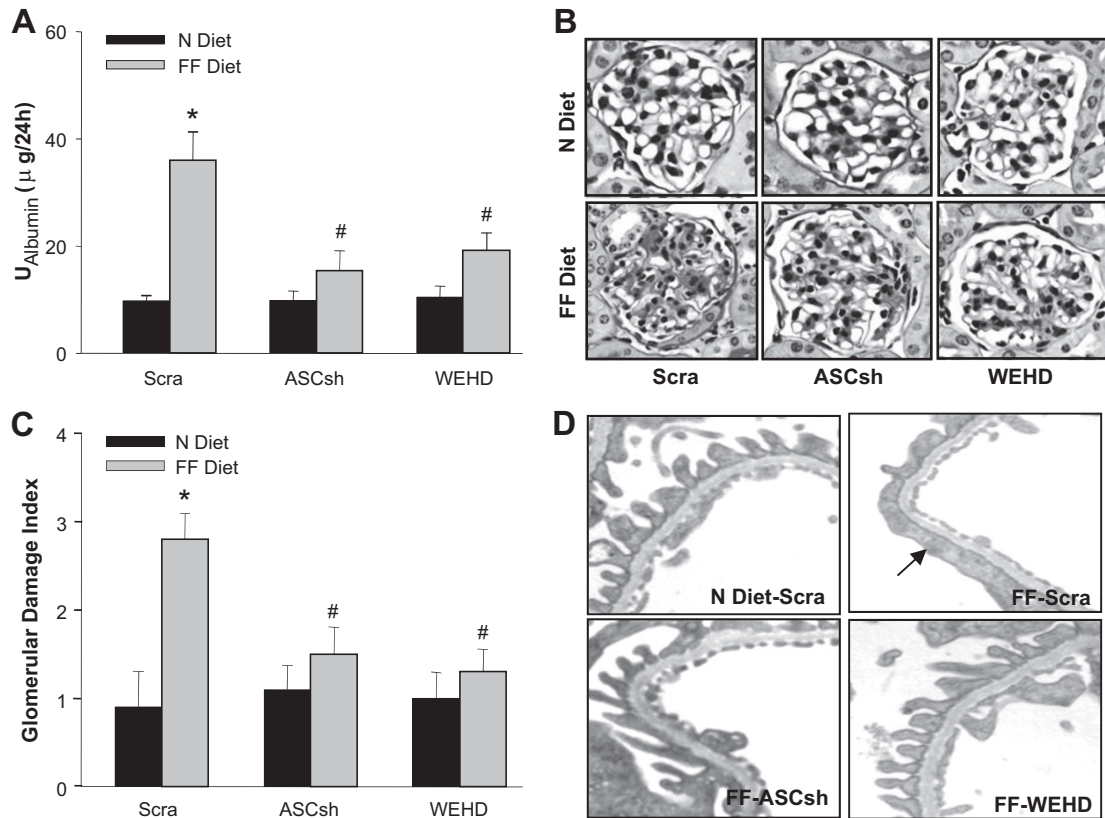 A
60
40
20
0
U Albumin ( μ g/24h)
N Diet
FF Diet
*
#
#
Scra
ASCsh
WEHD
B
N Diet
FF Diet
Scra
ASCsh
WEHD
C
4
3
2
1
0
Glomerular Damage Index
N Diet
FF Diet
*
#
#
Scra
ASCsh
WEHD
D
N Diet-Scra
FF-Scra
FF-ASCsh
FF-WEHD